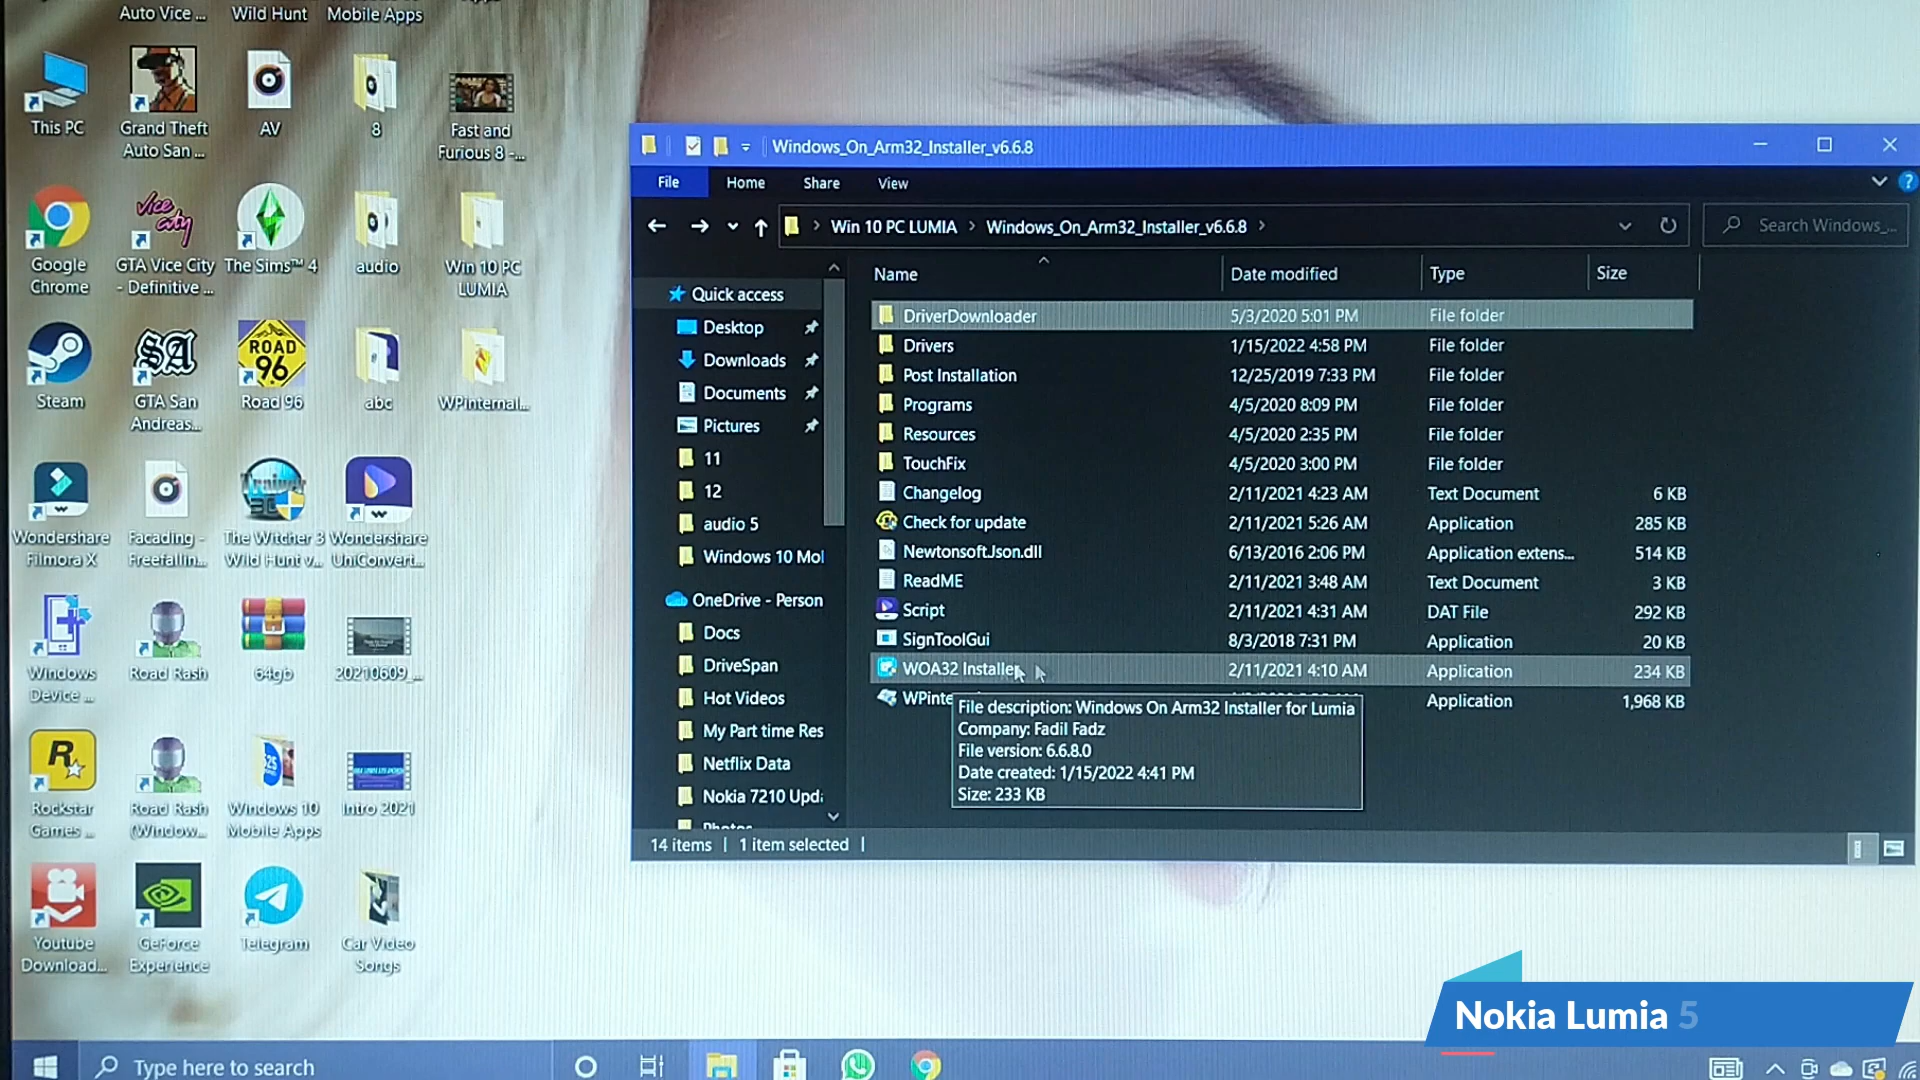 Auto Vice ...
Wild Hunt
Mobile Apps
This PC
Grand Theft
Auto San ...
AV
8
Fast and
Furious 8 -...
Google
Chrome
GTA Vice City
- Definitive ...
The Sims™ 4
audio
Win 10 PC
LUMIA
Steam
GTA San
Andreas...
ROAD
96
Road 96
abc
WPinternal...
Wondershare
Filmora X
Facading -
Freefallin...
The Witcher 3
Wild Hunt v...
Wondershare
UniConvert...
Windows
Device ...
Road Rash
64gb
20210609_...
Rockstar
Games ...
Road Rash
(Window...
Windows 10
Mobile Apps
Intro 2021
Youtube
Download...
GeForce
Experience
Telegram
Car Video
Songs
Windows_On_Arm32_Installer_v6.6.8
File
Home
Share
View
Win 10 PC LUMIA
Windows_On_Arm32_Installer_v6.6.8
Search Windows_...
Name
Date modified
Type
Size
Quick access
Desktop
Downloads
Documents
Pictures
11
12
audio 5
Windows 10 Mol
OneDrive - Person
Docs
DriveSpan
Hot Videos
My Part time Res
Netflix Data
Nokia 7210 Upd
Photos
DriverDownloader 5/3/2020 5:01 PM File folder
Drivers 1/15/2022 4:58 PM File folder
Post Installation 12/25/2019 7:33 PM File folder
Programs 4/5/2020 8:09 PM File folder
Resources 4/5/2020 2:35 PM File folder
TouchFix 4/5/2020 3:00 PM File folder
Changelog 2/11/2021 4:23 AM Text Document 6 KB
Check for update 2/11/2021 5:26 AM Application 285 KB
Newtonsoft.Json.dll 6/13/2016 2:06 PM Application extens... 514 KB
ReadME 2/11/2021 3:48 AM Text Document 3 KB
Script 2/11/2021 4:31 AM DAT File 292 KB
SignToolGui 8/3/2018 7:31 PM Application 20 KB
WOA32 Installer 2/11/2021 4:10 AM Application 234 KB
WPinte Application 1,968 KB
File description: Windows On Arm32 Installer for Lumia
Company: Fadil Fadz
File version: 6.6.8.0
Date created: 1/15/2022 4:41 PM
Size: 233 KB
14 items
1 item selected
Nokia Lumia 5
Type here to search